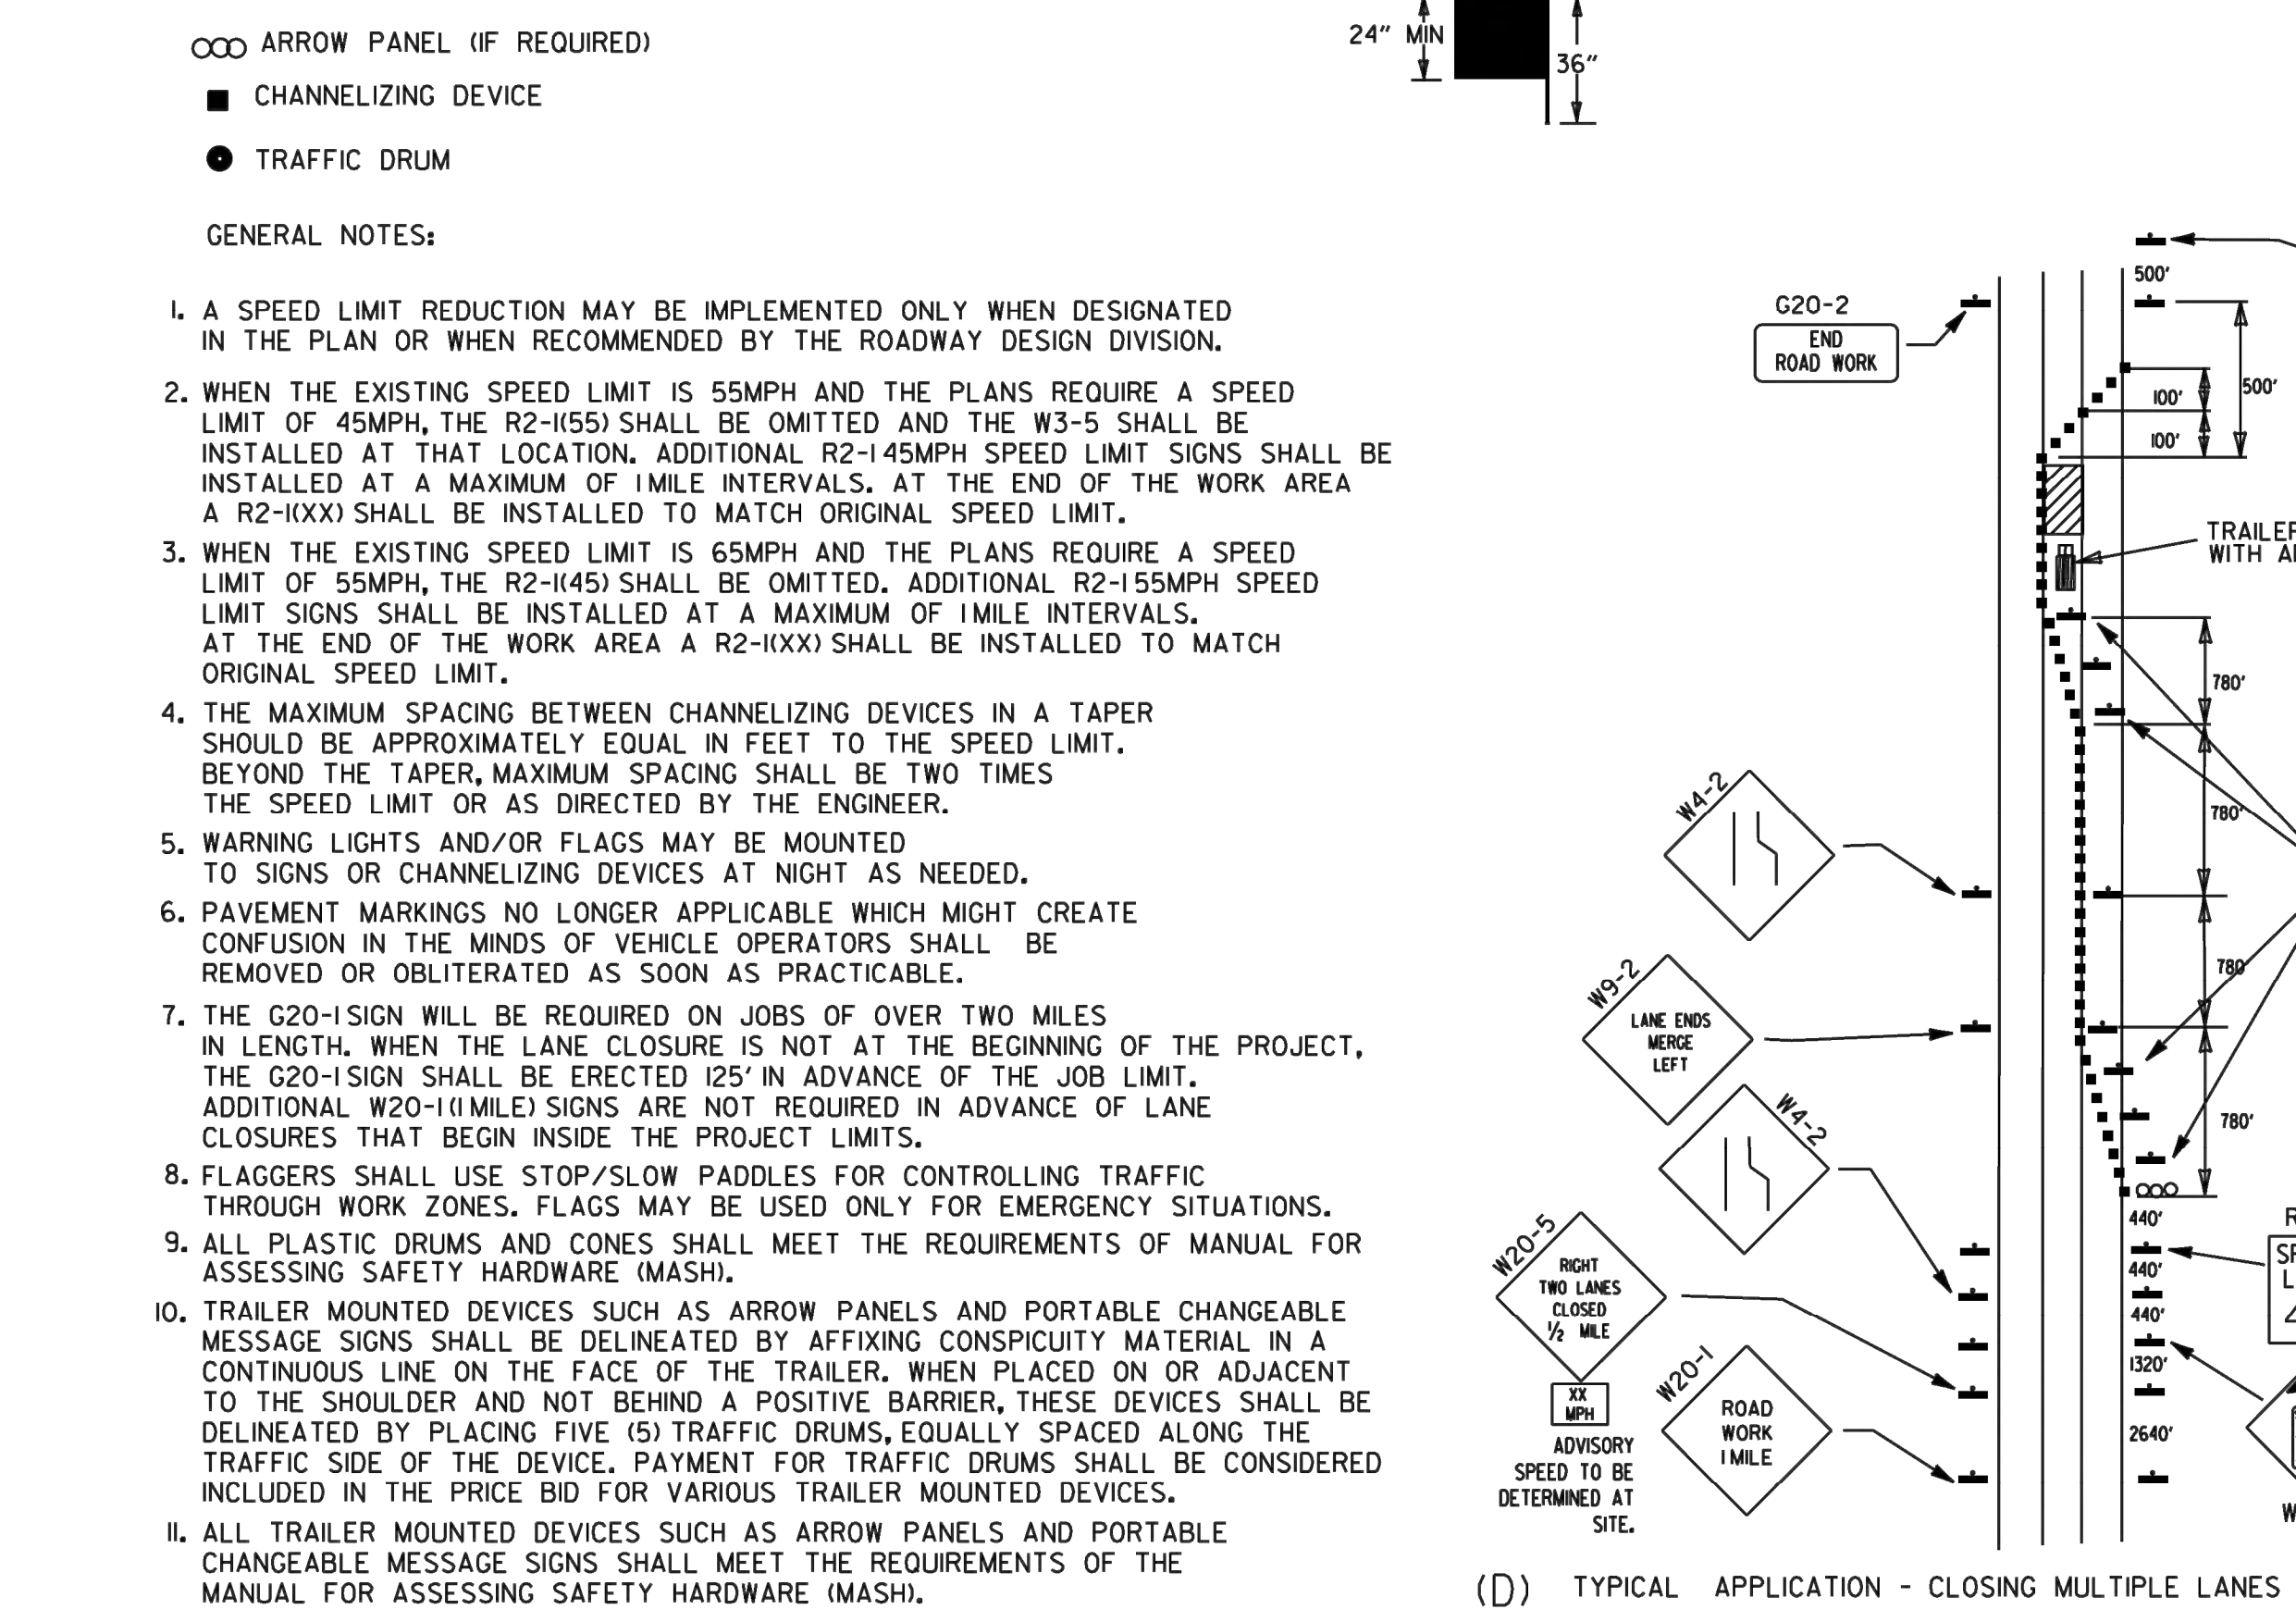 ARROW PANEL (IF REQUIRED)
CHANNELIZING DEVICE
TRAFFIC DRUM
GENERAL NOTES:
1. A SPEED LIMIT REDUCTION MAY BE IMPLEMENTED ONLY WHEN DESIGNATED
IN THE PLAN OR WHEN RECOMMENDED BY THE ROADWAY DESIGN DIVISION.
2. WHEN THE EXISTING SPEED LIMIT IS 55MPH AND THE PLANS REQUIRE A SPEED
LIMIT OF 45MPH, THE R2-1(55) SHALL BE OMITTED AND THE W3-5 SHALL BE
INSTALLED AT THAT LOCATION. ADDITIONAL R2-1 45MPH SPEED LIMIT SIGNS SHALL BE
INSTALLED AT A MAXIMUM OF 1 MILE INTERVALS. AT THE END OF THE WORK AREA
A R2-1(XX) SHALL BE INSTALLED TO MATCH ORIGINAL SPEED LIMIT.
3. WHEN THE EXISTING SPEED LIMIT IS 65MPH AND THE PLANS REQUIRE A SPEED
LIMIT OF 55MPH, THE R2-1(45) SHALL BE OMITTED. ADDITIONAL R2-1 55MPH SPEED
LIMIT SIGNS SHALL BE INSTALLED AT A MAXIMUM OF 1 MILE INTERVALS.
AT THE END OF THE WORK AREA A R2-1(XX) SHALL BE INSTALLED TO MATCH
ORIGINAL SPEED LIMIT.
4. THE MAXIMUM SPACING BETWEEN CHANNELIZING DEVICES IN A TAPER
SHOULD BE APPROXIMATELY EQUAL IN FEET TO THE SPEED LIMIT.
BEYOND THE TAPER, MAXIMUM SPACING SHALL BE TWO TIMES
THE SPEED LIMIT OR AS DIRECTED BY THE ENGINEER.
5. WARNING LIGHTS AND/OR FLAGS MAY BE MOUNTED
TO SIGNS OR CHANNELIZING DEVICES AT NIGHT AS NEEDED.
6. PAVEMENT MARKINGS NO LONGER APPLICABLE WHICH MIGHT CREATE
CONFUSION IN THE MINDS OF VEHICLE OPERATORS SHALL BE
REMOVED OR OBLITERATED AS SOON AS PRACTICABLE.
7. THE G20-1 SIGN WILL BE REQUIRED ON JOBS OF OVER TWO MILES
IN LENGTH. WHEN THE LANE CLOSURE IS NOT AT THE BEGINNING OF THE PROJECT,
THE G20-1 SIGN SHALL BE ERECTED 125' IN ADVANCE OF THE JOB LIMIT.
ADDITIONAL W20-1 (1 MILE) SIGNS ARE NOT REQUIRED IN ADVANCE OF LANE
CLOSURES THAT BEGIN INSIDE THE PROJECT LIMITS.
8. FLAGGERS SHALL USE STOP/SLOW PADDLES FOR CONTROLLING TRAFFIC
THROUGH WORK ZONES. FLAGS MAY BE USED ONLY FOR EMERGENCY SITUATIONS.
9. ALL PLASTIC DRUMS AND CONES SHALL MEET THE REQUIREMENTS OF MANUAL FOR
ASSESSING SAFETY HARDWARE (MASH).
10. TRAILER MOUNTED DEVICES SUCH AS ARROW PANELS AND PORTABLE CHANGEABLE
MESSAGE SIGNS SHALL BE DELINEATED BY AFFIXING CONSPICUITY MATERIAL IN A
CONTINUOUS LINE ON THE FACE OF THE TRAILER. WHEN PLACED ON OR ADJACENT
TO THE SHOULDER AND NOT BEHIND A POSITIVE BARRIER, THESE DEVICES SHALL BE
DELINEATED BY PLACING FIVE (5) TRAFFIC DRUMS, EQUALLY SPACED ALONG THE
TRAFFIC SIDE OF THE DEVICE. PAYMENT FOR TRAFFIC DRUMS SHALL BE CONSIDERED
INCLUDED IN THE PRICE BID FOR VARIOUS TRAILER MOUNTED DEVICES.
11. ALL TRAILER MOUNTED DEVICES SUCH AS ARROW PANELS AND PORTABLE
CHANGEABLE MESSAGE SIGNS SHALL MEET THE REQUIREMENTS OF THE
MANUAL FOR ASSESSING SAFETY HARDWARE (MASH).
24" MIN
36"
500'
G20-2
END
ROAD WORK
500'
100'
100'
TRAILER
WITH
780'
780'
780'
780'
W4-2
W9-2
LANE ENDS
MERGE
LEFT
W4-2
W20-5
RIGHT
TWO LANES
CLOSED
1/2 MILE
XX
MPH
ADVISORY
SPEED TO BE
DETERMINED AT
SITE.
W20-1
ROAD
WORK
1 MILE
440'
440'
440'
1320'
2640'
(D) TYPICAL APPLICATION - CLOSING MULTIPLE LANES